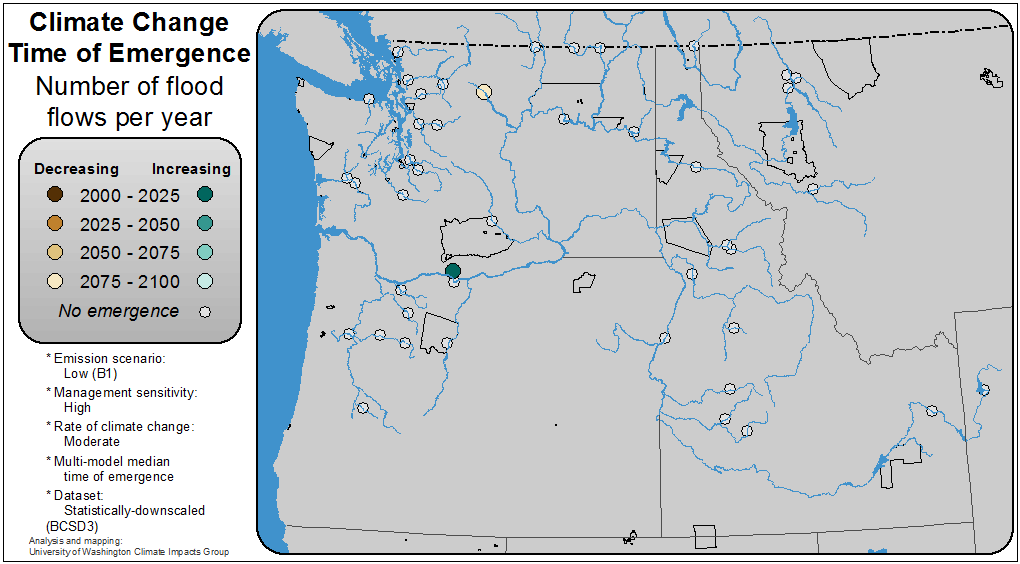 Climate Change
Time of Emergence
Number of flood
flows per year
Decreasing Increasing
2000 - 2025
2025 - 2050
2050 - 2075
2075 - 2100
No emergence
* Emission scenario:
Low (B1)
* Management sensitivity:
High
* Rate of climate change:
Moderate
* Multi-model median
time of emergence
* Dataset:
Statistically-downscaled
(BCSD3)
Analysis and mapping:
University of Washington Climate Impacts Group